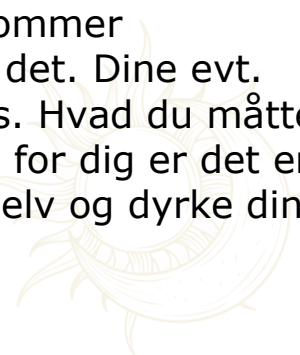 ommer
det. Dine evt.
s. Hvad du måtte
for dig er det en
elv og dyrke din